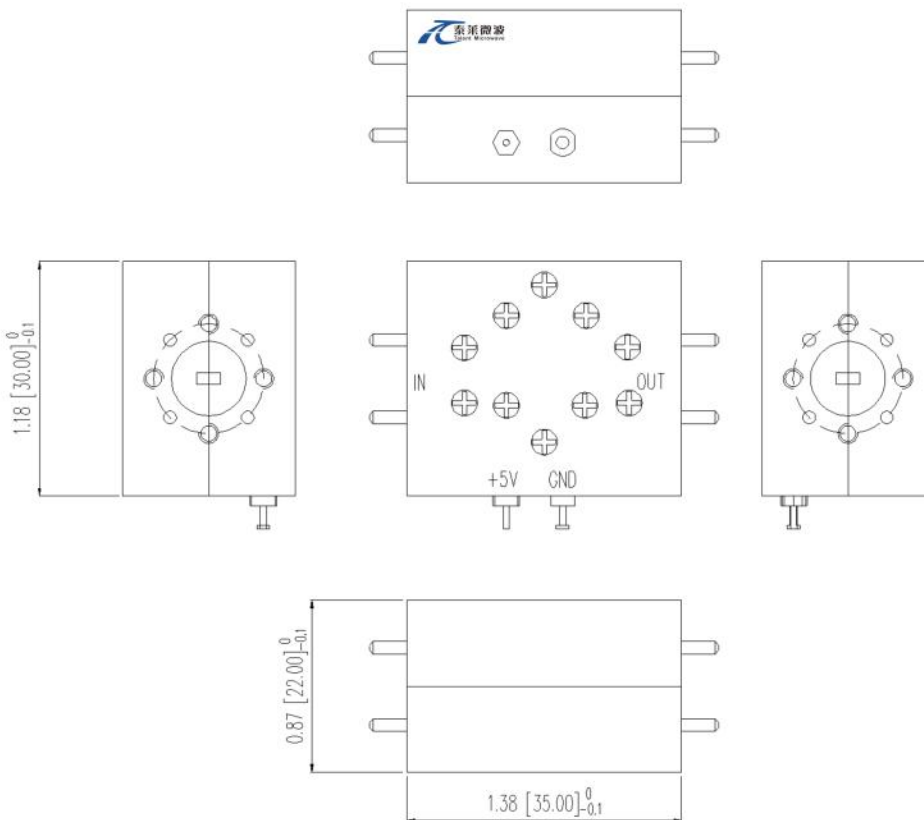 泰莱微波
Talent Microwave
1.18 [30.00] 0 -0.1
IN
OUT
+5V
GND
0.87 [22.00] 0 -0.1
1.38 [35.00] 0 -0.1